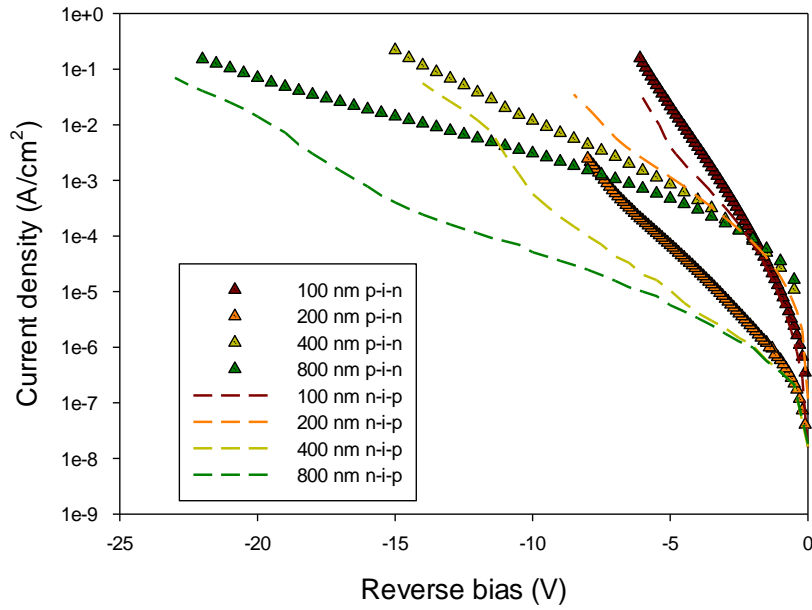 1e+0
1e-1
1e-2
1e-3
1e-4
1e-5
1e-6
1e-7
1e-8
1e-9
Current density (A/cm²)
100 nm p-i-n
200 nm p-i-n
400 nm p-i-n
800 nm p-i-n
100 nm n-i-p
200 nm n-i-p
400 nm n-i-p
800 nm n-i-p
-25 -20 -15 -10 -5 0
Reverse bias (V)